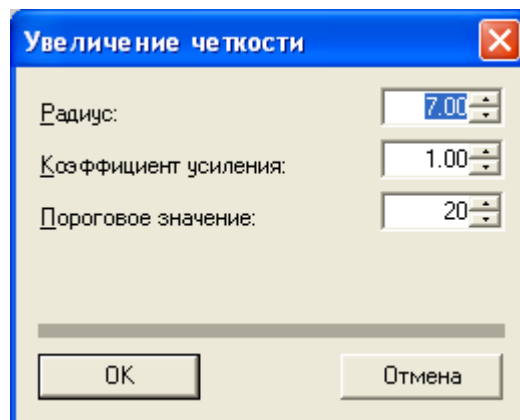 Увеличение четкости
Радиус: 7.00
Коэффициент усиления: 1.00
Пороговое значение: 20
OK Отмена